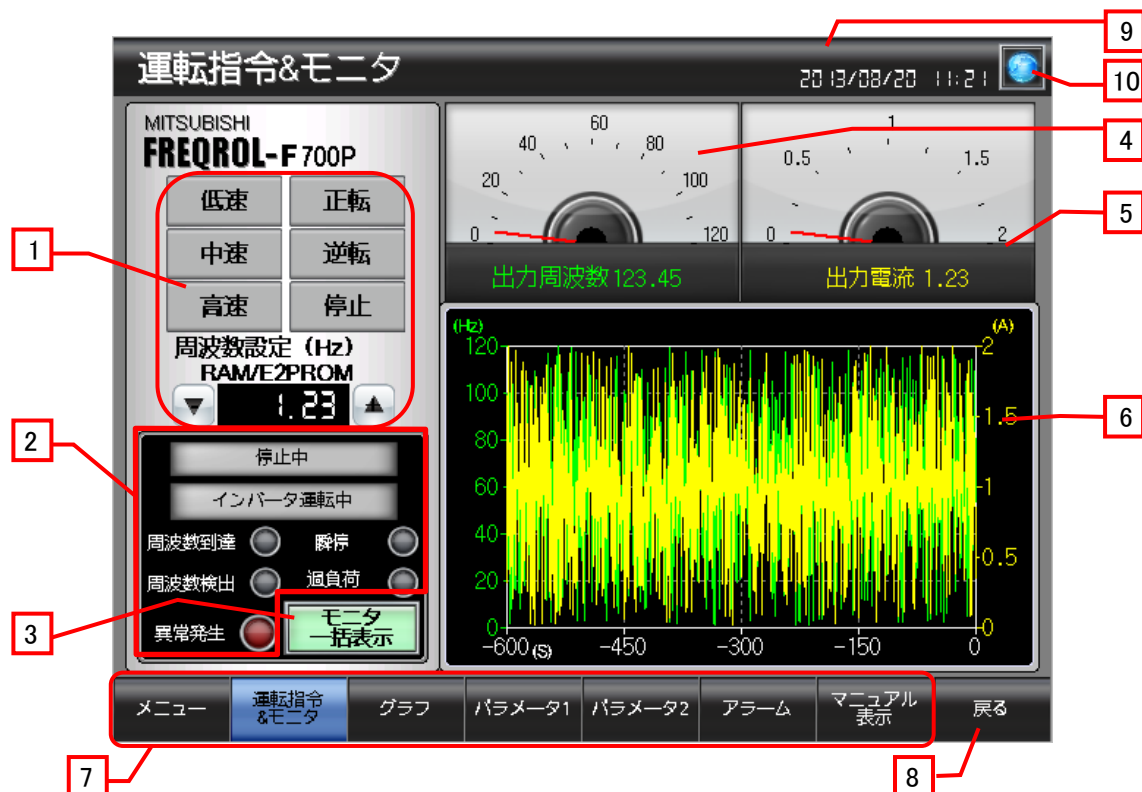 9
運転指令&モニタ
2013/08/20 11:21
10
MITSUBISHI
FREQROL-F700P
低速 正転
中速 逆転
高速 停止
周波数設定 (Hz)
RAM/E2PROM
1.23
1
0 20 40 60 80 100 120
出力周波数123.45
4
0 0.5 1 1.5 2
出力電流 1.23
5
2
停止中
インバータ運転中
周波数到達 瞬停
周波数検出 過負荷
異常発生
モニタ
一括表示
3
(Hz) (A)
120 2
100
80 1.5
60 1
40
20 0.5
0 0
-600 (S) -450 -300 -150 0
6
メニュー
運転指令
&モニタ
グラフ
パラメータ1
パラメータ2
アラーム
マニュアル
表示
戻る
7
8